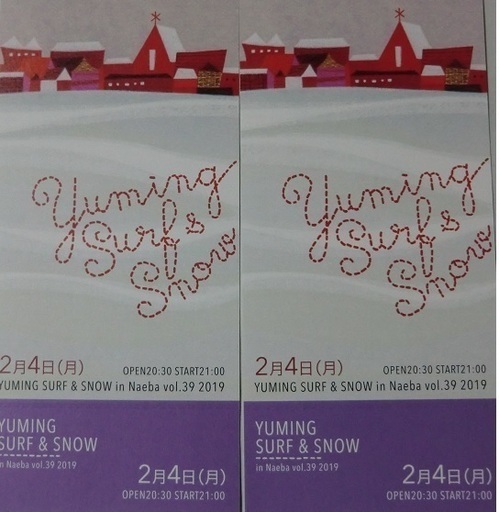 Yuming
Surf &
Snow
2月4日(月)
OPEN20:30 START21:00
YUMING SURF & SNOW in Naeba vol.39 2019
YUMING
SURF & SNOW
in Naeba vol.39 2019
2月4日(月)
OPEN20:30 START21:00
Yuming
Surf &
Snow
2月4日(月)
OPEN20:30 START21:00
YUMING SURF & SNOW in Naeba vol.39 2019
YUMING
SURF & SNOW
in Naeba vol.39 2019
2月4日(月)
OPEN20:30 START21:00